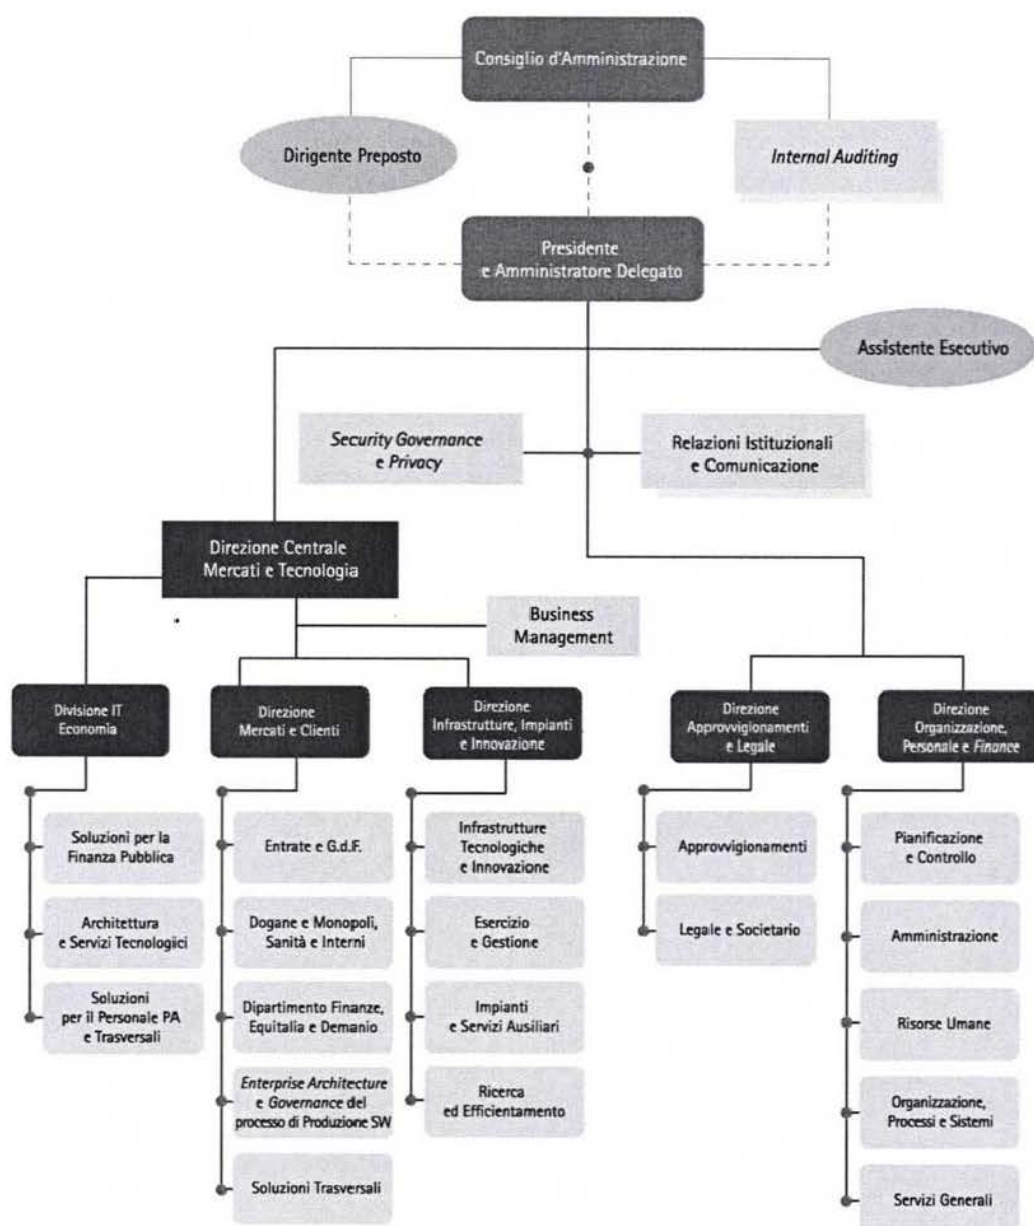 Consiglio d'Amministrazione
Dirigente Preposto
Internal Auditing
Presidente
e Amministratore Delegato
Assistente Esecutivo
Security Governance
e Privacy
Relazioni Istituzionali
e Comunicazione
Direzione Centrale
Mercati e Tecnologia
Business
Management
Divisione IT
Economia
Direzione
Mercati e Clienti
Direzione
Infrastrutture, Impianti
e Innovazione
Direzione
Approvvigionamenti
e Legale
Direzione
Organizzazione,
Personale e Finance
Soluzioni per la
Finanza Pubblica
Architettura
e Servizi Tecnologici
Soluzioni
per il Personale PA
e Trasversali
Entrate e G.d.F.
Dogane e Monopoli,
Sanità e Interni
Dipartimento Finanze,
Equitalia e Demanio
Enterprise Architecture
e Governance del
processo di Produzione SW
Soluzioni Trasversali
Infrastrutture
Tecnologiche
e Innovazione
Esercizio
e Gestione
Impianti
e Servizi Ausiliari
Ricerca
ed Efficientamento
Approvvigionamenti
Legale e Societario
Pianificazione
e Controllo
Amministrazione
Risorse Umane
Organizzazione,
Processi e Sistemi
Servizi Generali